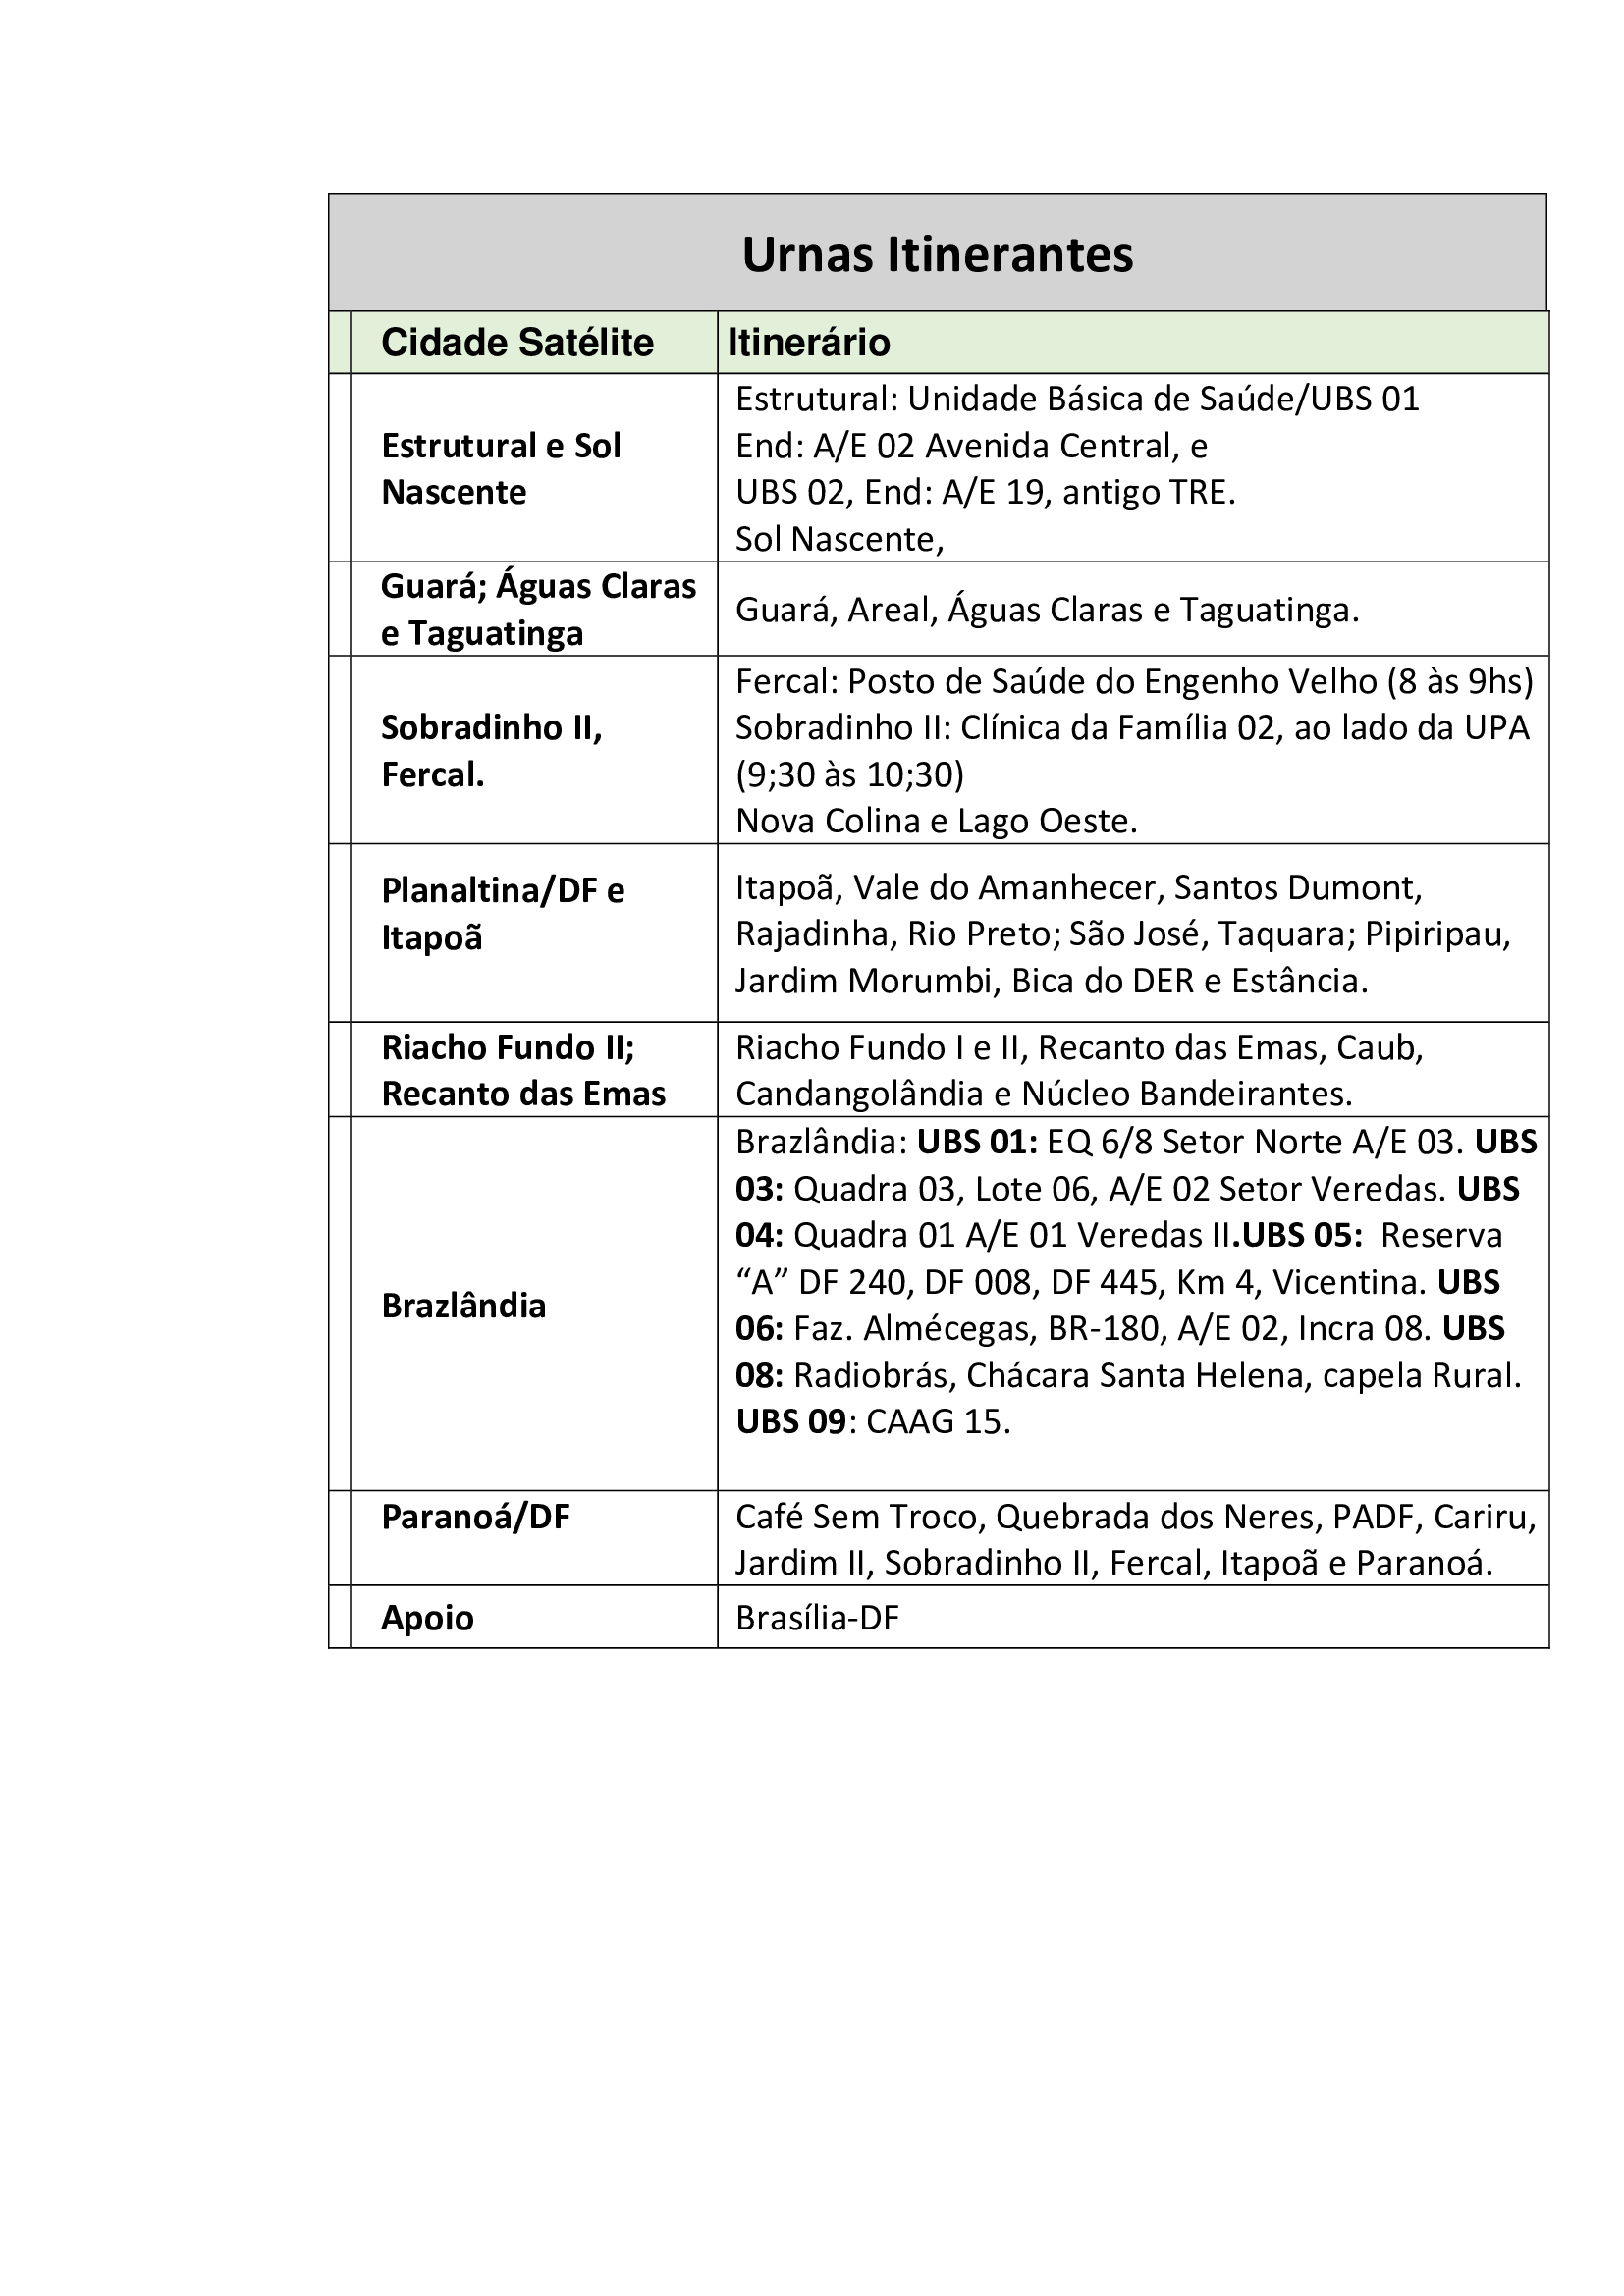 Urnas Itinerantes
Cidade Satélite
Itinerário
Estrutural e Sol
Nascente
Estrutural: Unidade Básica de Saúde/UBS 01
End: A/E 02 Avenida Central, e
UBS 02, End: A/E 19, antigo TRE.
Sol Nascente,
Guará; Águas Claras
e Taguatinga
Guará, Areal, Águas Claras e Taguatinga.
Sobradinho II,
Fercal.
Fercal: Posto de Saúde do Engenho Velho (8 às 9hs)
Sobradinho II: Clínica da Família 02, ao lado da UPA
(9;30 às 10;30)
Nova Colina e Lago Oeste.
Planaltina/DF e
Itapoã
Itapoã, Vale do Amanhecer, Santos Dumont,
Rajadinha, Rio Preto; São José, Taquara; Pipiripau,
Jardim Morumbi, Bica do DER e Estância.
Riacho Fundo II;
Recanto das Emas
Riacho Fundo I e II, Recanto das Emas, Caub,
Candangolândia e Núcleo Bandeirantes.
Brazlândia
Brazlândia: UBS 01: EQ 6/8 Setor Norte A/E 03. UBS
03: Quadra 03, Lote 06, A/E 02 Setor Veredas. UBS
04: Quadra 01 A/E 01 Veredas II.UBS 05:  Reserva
“A” DF 240, DF 008, DF 445, Km 4, Vicentina. UBS
06: Faz. Almécegas, BR-180, A/E 02, Incra 08. UBS
08: Radiobrás, Chácara Santa Helena, capela Rural.
UBS 09: CAAG 15.
Paranoá/DF
Café Sem Troco, Quebrada dos Neres, PADF, Cariru,
Jardim II, Sobradinho II, Fercal, Itapoã e Paranoá.
Apoio
Brasília-DF